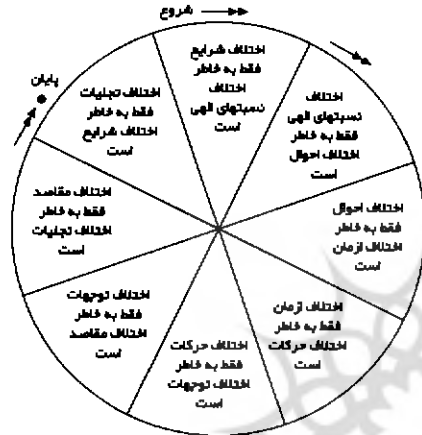 شروع
اختلاف شرایع
فقط به خاطر
اختلاف
نسبتهای الهی
است
اختلاف
نسبتهای الهی
فقط به خاطر
اختلاف احوال
است
اختلاف احوال
فقط به خاطر
اختلاف ازمان
است
اختلاف ازمان
فقط به خاطر
اختلاف حرکات
است
اختلاف حرکات
فقط به خاطر
اختلاف توجهات
است
اختلاف توجهات
فقط به خاطر
اختلاف مقاصد
است
اختلاف مقاصد
فقط به خاطر
اختلاف تجلیات
است
اختلاف تجلیات
فقط به خاطر
اختلاف شرایع
است
پایان